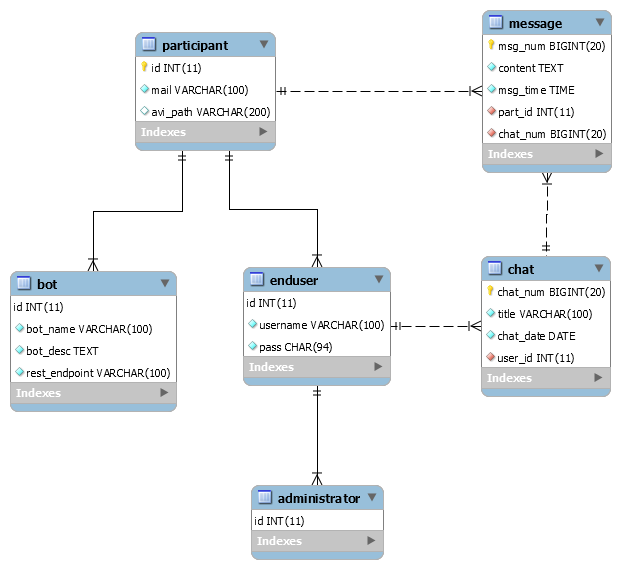 participant
id INT(11)
mail VARCHAR(100)
avi_path VARCHAR(200)
Indexes
message
msg_num BIGINT(20)
content TEXT
msg_time TIME
part_id INT(11)
chat_num BIGINT(20)
Indexes
bot
id INT(11)
bot_name VARCHAR(100)
bot_desc TEXT
rest_endpoint VARCHAR(100)
Indexes
enduser
id INT(11)
username VARCHAR(100)
pass CHAR(94)
Indexes
chat
chat_num BIGINT(20)
title VARCHAR(100)
chat_date DATE
user_id INT(11)
Indexes
administrator
id INT(11)
Indexes